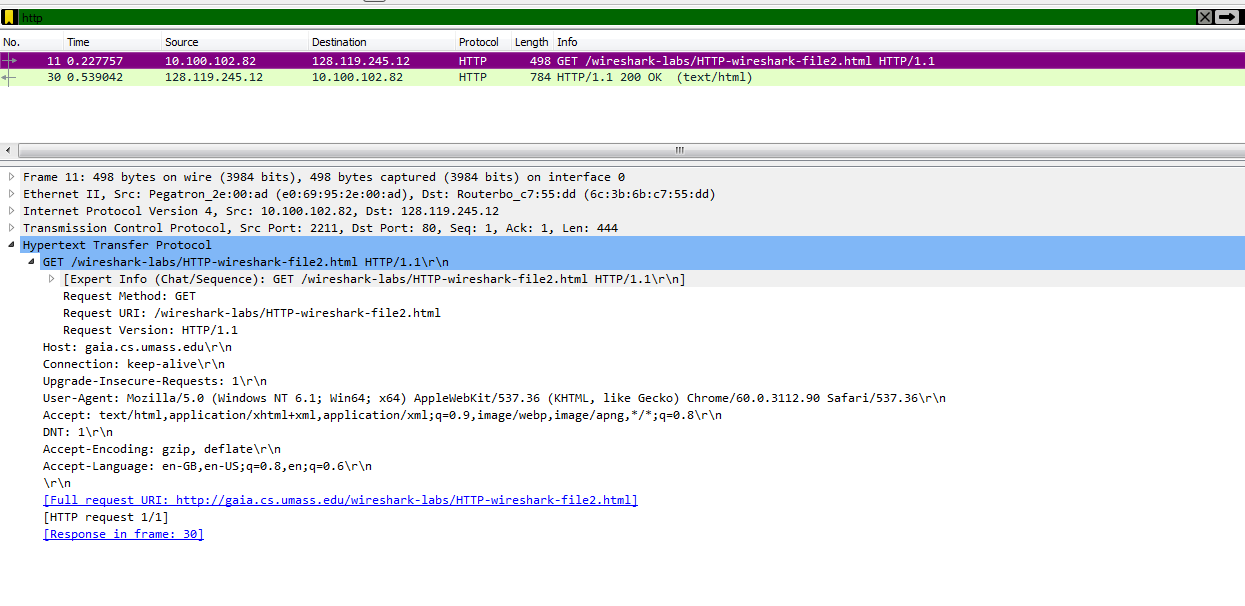 http
No. Time Source Destination Protocol Length Info
11 0.227757 10.100.102.82 128.119.245.12 HTTP 498 GET /wireshark-labs/HTTP-wireshark-file2.html HTTP/1.1
30 0.539042 128.119.245.12 10.100.102.82 HTTP 784 HTTP/1.1 200 OK (text/html)
Frame 11: 498 bytes on wire (3984 bits), 498 bytes captured (3984 bits) on interface 0
Ethernet II, Src: Pegatron_2e:00:ad (e0:69:95:2e:00:ad), Dst: Routerbo_c7:55:dd (6c:3b:6b:c7:55:dd)
Internet Protocol Version 4, Src: 10.100.102.82, Dst: 128.119.245.12
Transmission Control Protocol, Src Port: 2211, Dst Port: 80, Seq: 1, Ack: 1, Len: 444
Hypertext Transfer Protocol
GET /wireshark-labs/HTTP-wireshark-file2.html HTTP/1.1\r\n
[Expert Info (Chat/Sequence): GET /wireshark-labs/HTTP-wireshark-file2.html HTTP/1.1\r\n]
Request Method: GET
Request URI: /wireshark-labs/HTTP-wireshark-file2.html
Request Version: HTTP/1.1
Host: gaia.cs.umass.edu\r\n
Connection: keep-alive\r\n
Upgrade-Insecure-Requests: 1\r\n
User-Agent: Mozilla/5.0 (Windows NT 6.1; Win64; x64) AppleWebKit/537.36 (KHTML, like Gecko) Chrome/60.0.3112.90 Safari/537.36\r\n
Accept: text/html,application/xhtml+xml,application/xml;q=0.9,image/webp,image/apng,*/*;q=0.8\r\n
DNT: 1\r\n
Accept-Encoding: gzip, deflate\r\n
Accept-Language: en-GB,en-US;q=0.8,en;q=0.6\r\n
\r\n
[Full request URI: http://gaia.cs.umass.edu/wireshark-labs/HTTP-wireshark-file2.html]
[HTTP request 1/1]
[Response in frame: 30]